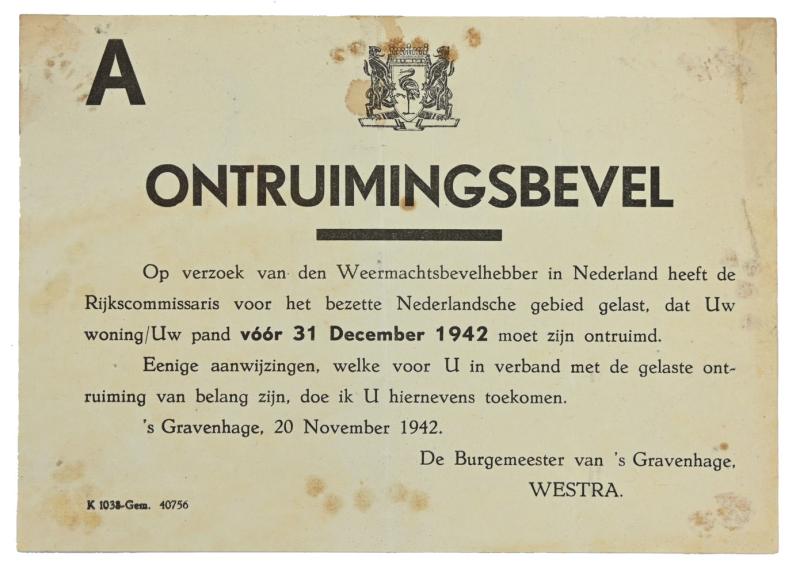 A
ONTRUIMINGSBEVEL
Op verzoek van den Weermachtsbevelhebber in Nederland heeft de
Rijkscommissaris voor het bezette Nederlandsche gebied gelast, dat Uw
woning/Uw pand vóór 31 December 1942 moet zijn ontruimd.
Eenige aanwijzingen, welke voor U in verband met de gelaste ont-
ruiming van belang zijn, doe ik U hiernevens toekomen.
's Gravenhage, 20 November 1942.
De Burgemeester van 's Gravenhage,
WESTRA.
K 1038-Gem. 40756